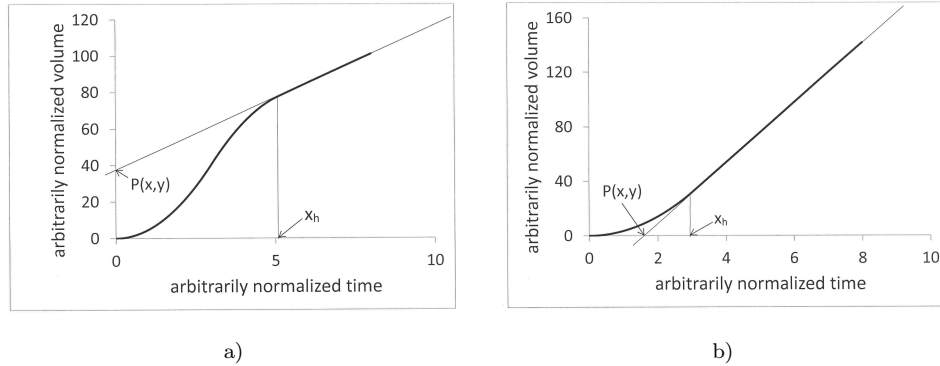 120
100
80
60
40
20
0
arbitrarily normalized volume
P(x,y)
xh
0
5
10
arbitrarily normalized time
a)
160
120
80
40
0
arbitrarily normalized volume
P(x,y)
xh
0
2
4
6
8
10
arbitrarily normalized time
b)